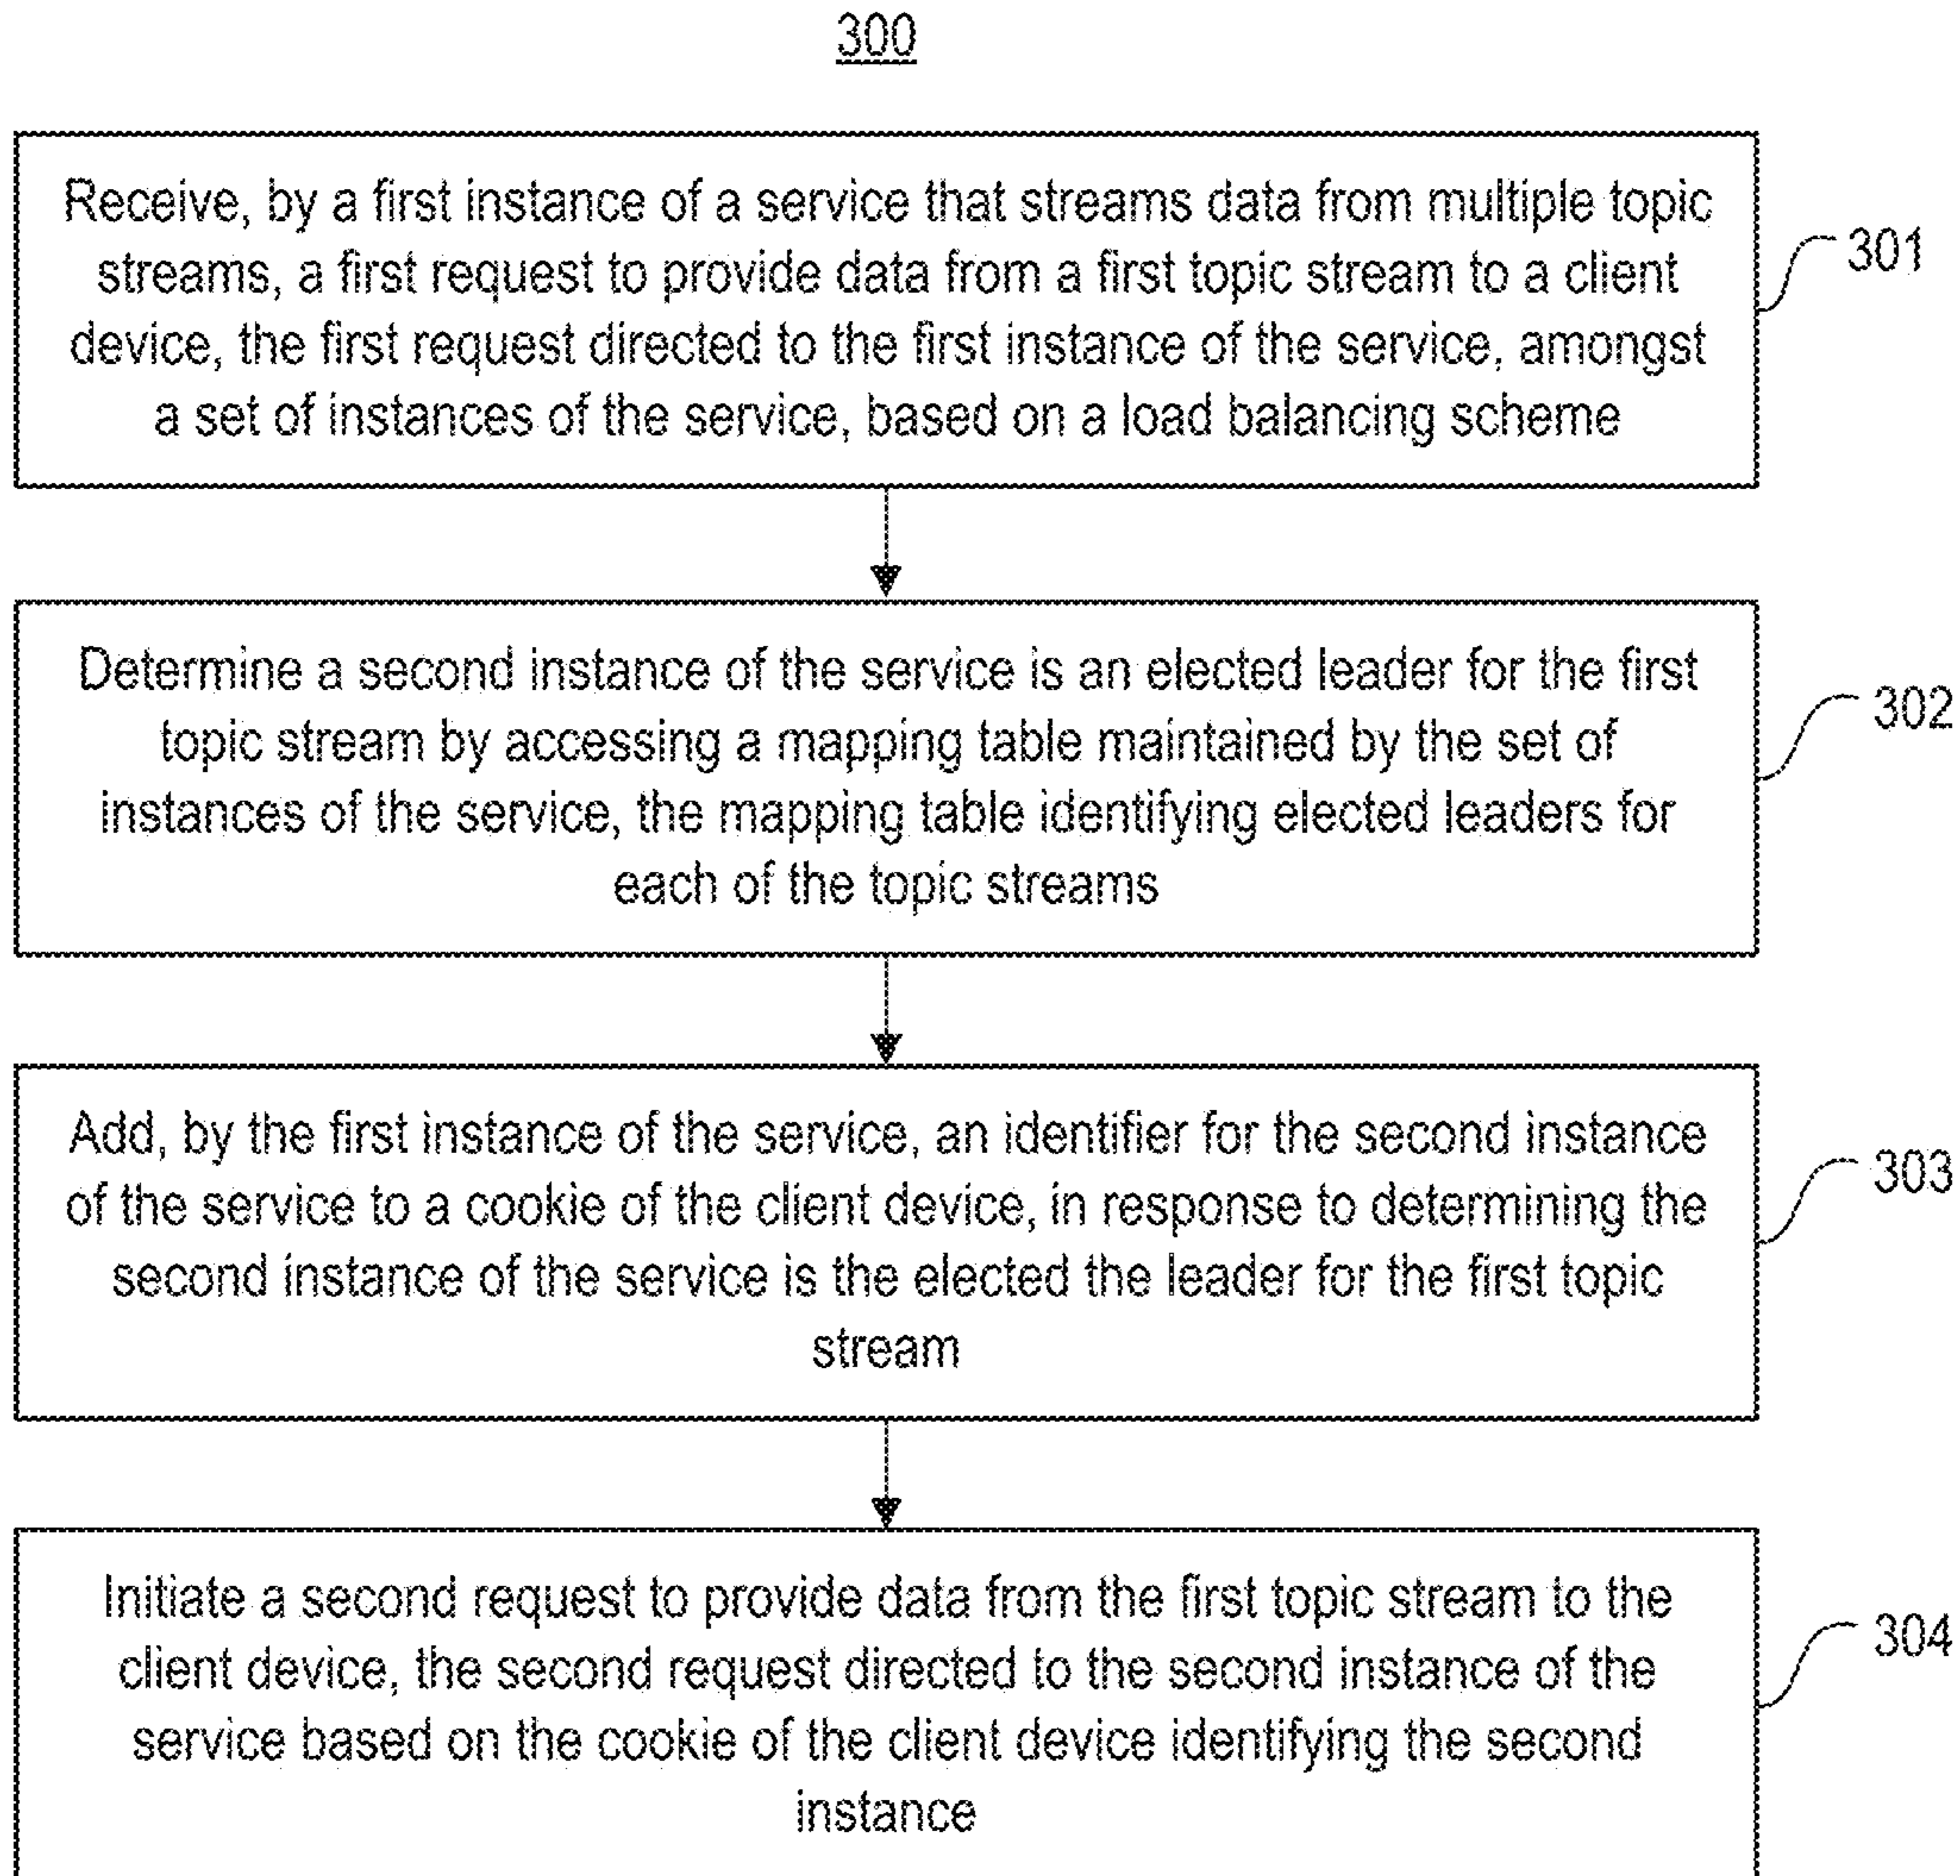 300
Receive, by a first instance of a service that streams data from multiple topic
streams, a first request to provide data from a first topic stream to a client
device, the first request directed to the first instance of the service, amongst
a set of instances of the service, based on a load balancing scheme
301
Determine a second instance of the service is an elected leader for the first
topic stream by accessing a mapping table maintained by the set of
instances of the service, the mapping table identifying elected leaders for
each of the topic streams
302
Add, by the first instance of the service, an identifier for the second instance
of the service to a cookie of the client device, in response to determining the
second instance of the service is the elected the leader for the first topic
stream
303
Initiate a second request to provide data from the first topic stream to the
client device, the second request directed to the second instance of the
service based on the cookie of the client device identifying the second
instance
304